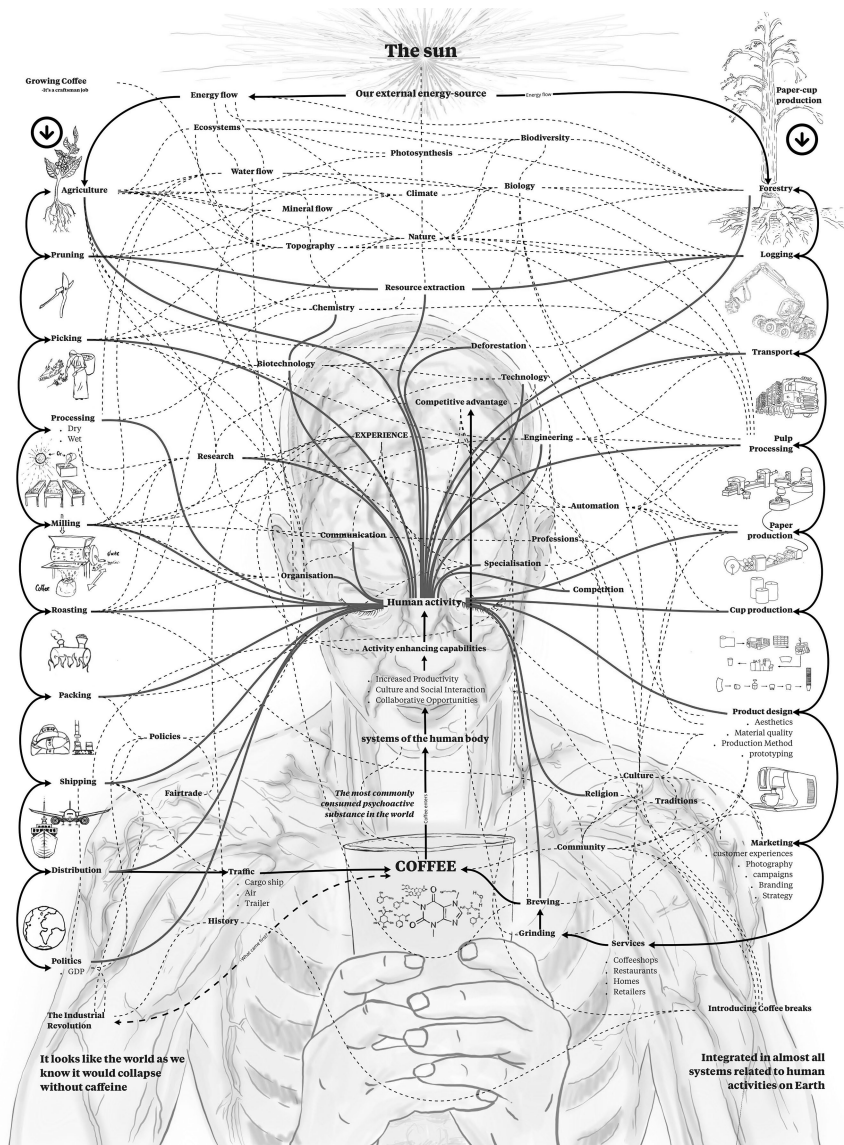 The sun
Growing Coffee
-It's a craftsman job
Energy flow
Our external energy-source
Energy flow
Paper-cup
production
Ecosystems
Biodiversity
Photosynthesis
Water flow
Agriculture
Climate
Biology
Forestry
Mineral flow
Nature
Topography
Pruning
Logging
Resource extraction
Chemistry
Picking
Deforestation
Transport
Biotechnology
Technology
Competitive advantage
Processing
Dry
Wet
EXPERIENCE
Engineering
Pulp
Processing
Research
Or
Automation
Milling
Communication
Professions
Paper
production
Specialisation
Organisation
Competition
Coffee
Human activity
Roasting
Cup production
Activity enhancing capabilities
Increased Productivity
Culture and Social Interaction
Collaborative Opportunities
Packing
Product design
Aesthetics
Material quality
Production Method
prototyping
Policies
systems of the human body
Shipping
Culture
Fairtrade
The most commonly
consumed psychoactive
substance in the world
coffee enters
Religion
Traditions
Community
Marketing
customer experiences
Photography
campaigns
Branding
Strategy
Distribution
Traffic
Cargo ship
Air
Trailer
COFFEE
Brewing
History
What came first?
Grinding
Services
Coffeeshops
Restaurants
Homes
Retailers
Politics
GDP
The Industrial
Revolution
Introducing Coffee breaks
It looks like the world as we
know it would collapse
without caffeine
Integrated in almost all
systems related to human
activities on Earth